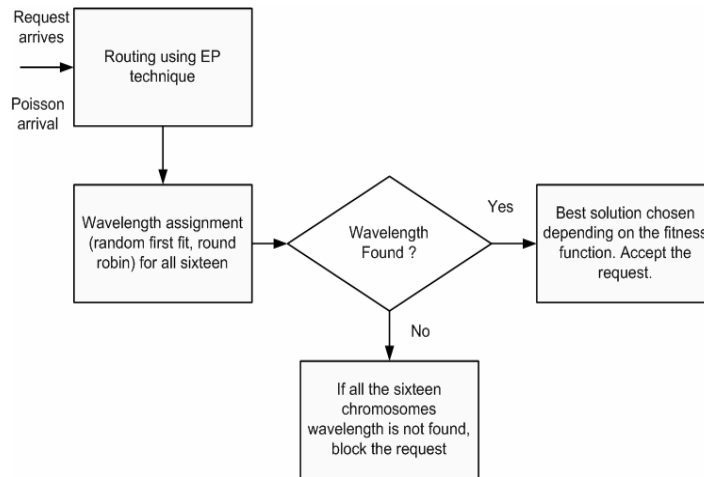 Request
arrives
Poisson
arrival
Routing using EP
technique
Wavelength assignment
(random first fit, round
robin) for all sixteen
Wavelength
Found ?
Yes
Best solution chosen
depending on the fitness
function. Accept the
request.
No
If all the sixteen
chromosomes
wavelength is not found,
block the request